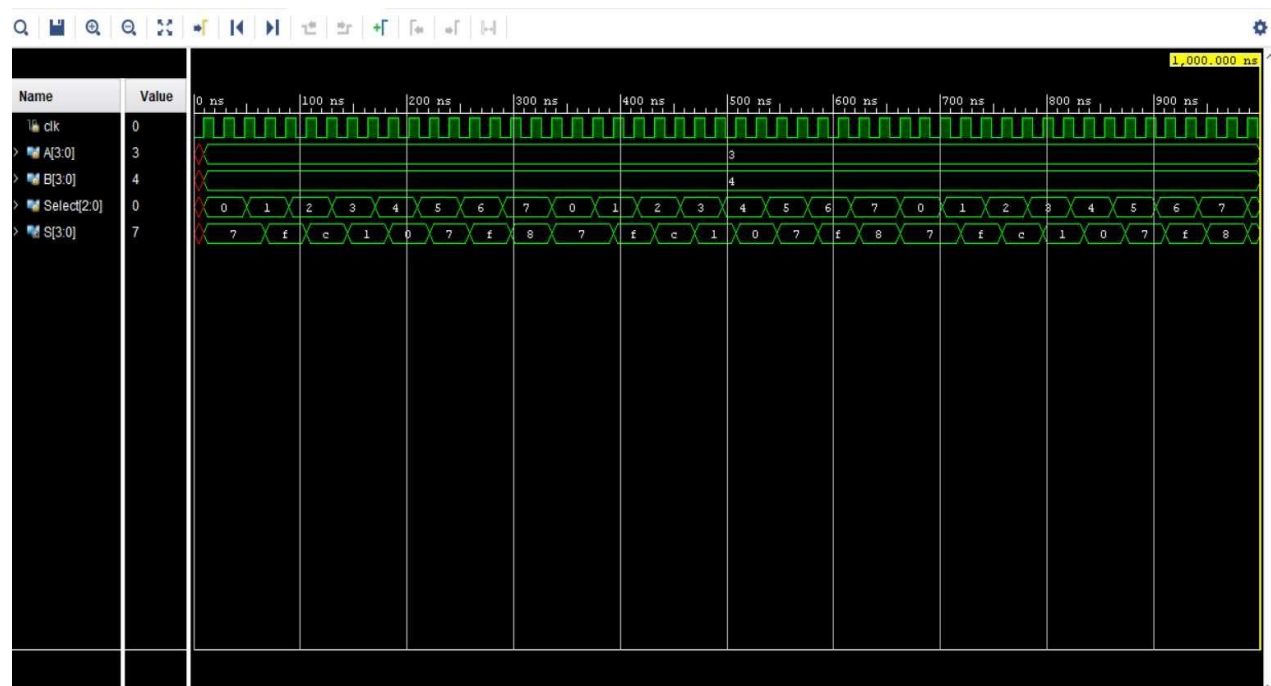 1,000.000 ns
Name Value 0 ns 100 ns 200 ns 300 ns 400 ns 500 ns 600 ns 700 ns 800 ns 900 ns
clk 0
A[3:0] 3 3
B[3:0] 4 4
Select[2:0] 0 0 1 2 3 4 5 6 7 0 1 2 3 4 5 6 7 0 1 2 3 4 5 6 7
S[3:0] 7 7 f c 1 0 7 f 8 7 f c 1 0 7 f 8 7 f c 1 0 7 f 8